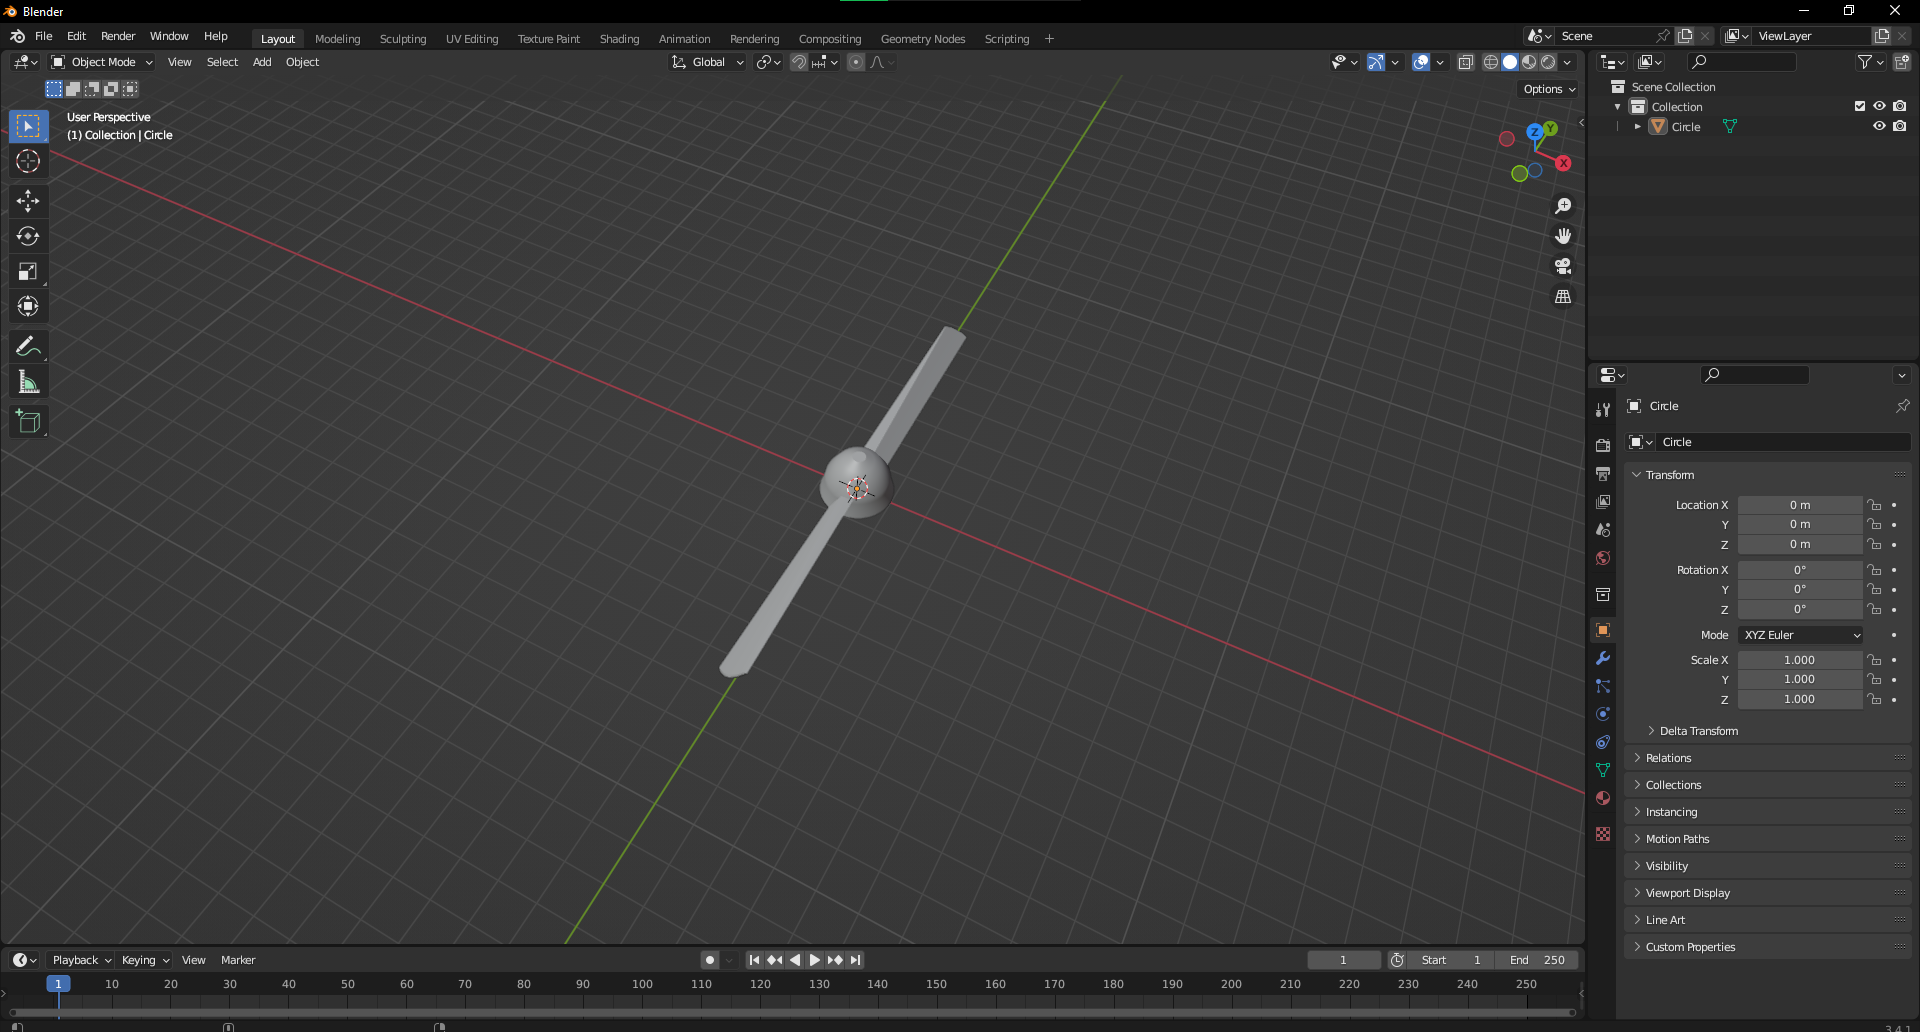 Blender
File Edit Render Window Help Layout Modeling Sculpting UV Editing Texture Paint Shading Animation Rendering Compositing Geometry Nodes Scripting + Scene ViewLayer
Object Mode View Select Add Object Global
Options
User Perspective
(1) Collection | Circle
Z Y
X
Scene Collection
Collection
Circle
Circle
Circle
Transform
Location X 0 m
Y 0 m
Z 0 m
Rotation X 0°
Y 0°
Z 0°
Mode XYZ Euler
Scale X 1.000
Y 1.000
Z 1.000
Delta Transform
Relations
Collections
Instancing
Motion Paths
Visibility
Viewport Display
Line Art
Custom Properties
Playback Keying View Marker 1 Start 1 End 250
1 10 20 30 40 50 60 70 80 90 100 110 120 130 140 150 160 170 180 190 200 210 220 230 240 250
3.4.1